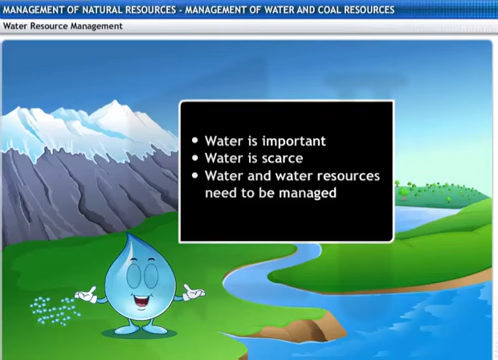 MANAGEMENT OF NATURAL RESOURCES - MANAGEMENT OF WATER AND COAL RESOURCES
Water Resource Management
• Water is important
• Water is scarce
• Water and water resources
need to be managed